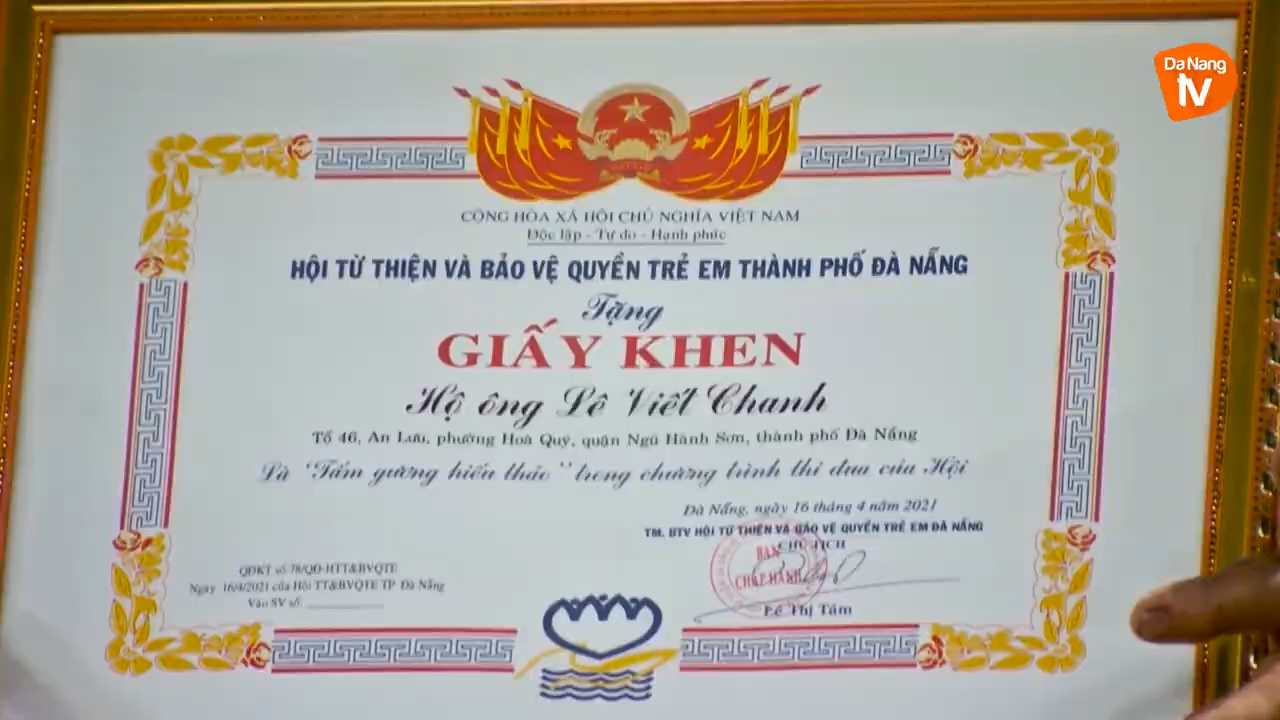 Da Nang
tv
CỘNG HÒA XÃ HỘI CHỦ NGHĨA VIỆT NAM
Độc lập - Tự do - Hạnh phúc
HỘI TỪ THIỆN VÀ BẢO VỆ QUYỀN TRẺ EM THÀNH PHỐ ĐÀ NẴNG
Tặng
GIẤY KHEN
Hộ ông Lê Viết Chanh
Tổ 46, An Lưu, phường Hoà Quý, quận Ngũ Hành Sơn, thành phố Đà Nẵng
Là "Tấm gương hiếu thảo" trong chương trình thi đua của Hội
Đà Nẵng, ngày 16 tháng 4 năm 2021
TM. BTV HỘI TỪ THIỆN VÀ BẢO VỆ QUYỀN TRẺ EM ĐÀ NẴNG
CHỦ TỊCH
BAN
CHẤP HÀNH
Lê Thị Tám
QĐKT số 78/QĐ-HTT&BVQTE
Ngày 16/4/2021 của Hội TT&BVQTE TP Đà Nẵng
Vào SV số: